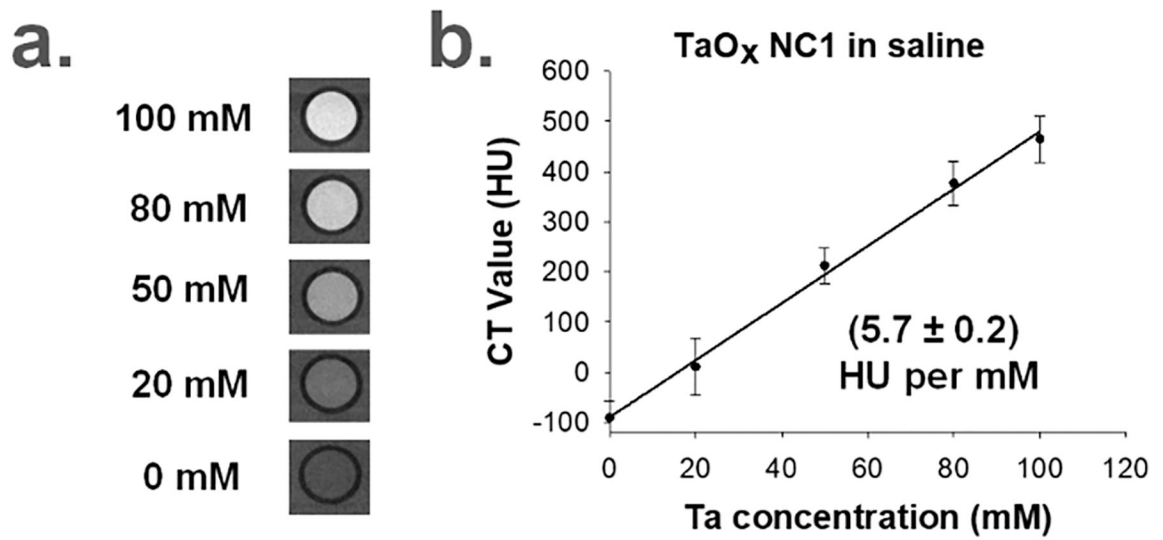 a.
100 mM
80 mM
50 mM
20 mM
0 mM
b.
TaOx NC1 in saline
CT Value (HU)
600
500
400
300
200
100
0
-100
(5.7 ± 0.2)
HU per mM
0 20 40 60 80 100 120
Ta concentration (mM)